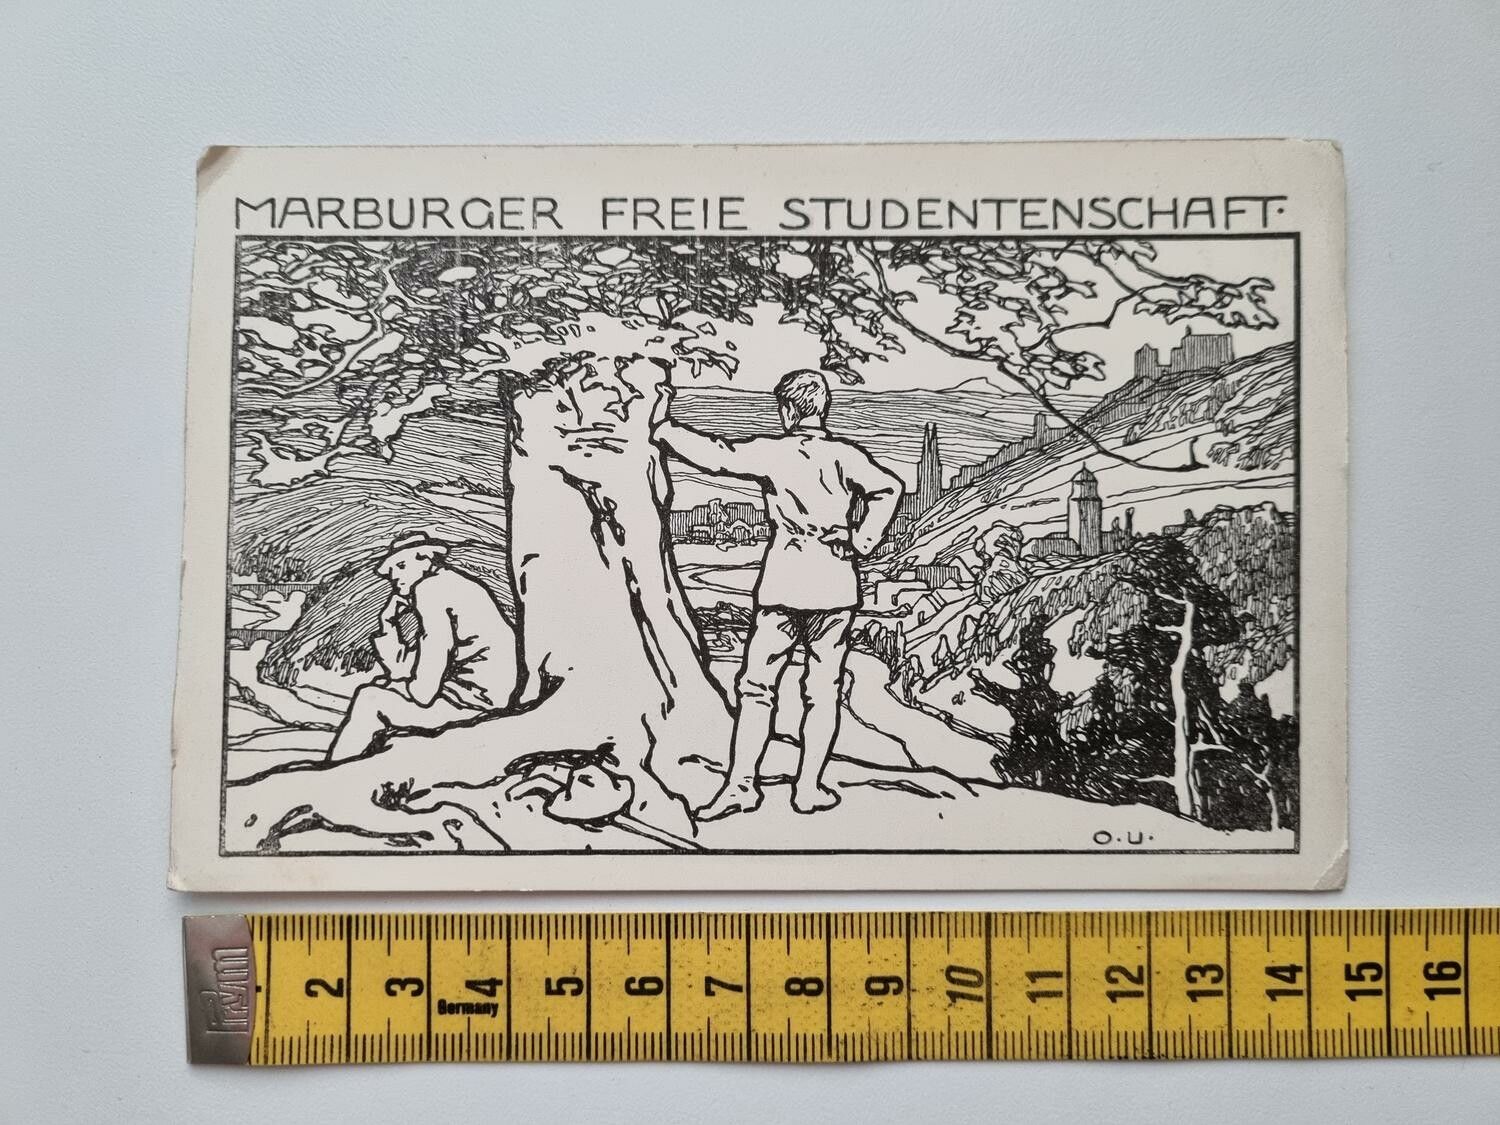 MARBURGER FREIE STUDENTENSCHAFT.
O.U.
2 3 4 5 6 7 8 9 10 11 12 13 14 15 16
Germany